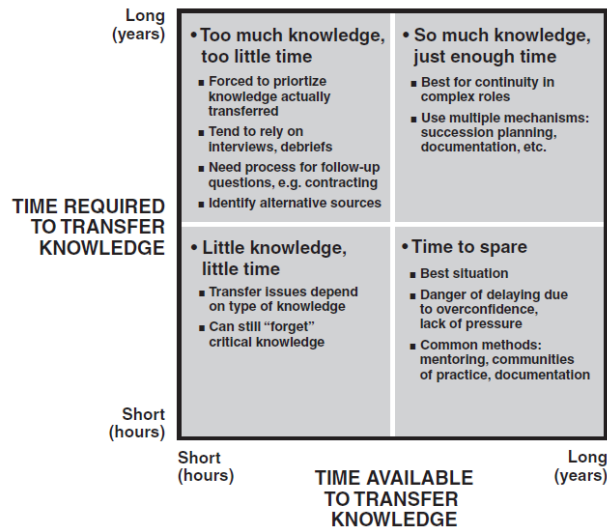 Long
(years)
• Too much knowledge,
too little time
▪ Forced to priortize
knowledge actually
transferred
▪ Tend to rely on
interviews, debriefs
▪ Need process for follow-up
questions, e.g. contracting
▪ Identify alternative sources
• So much knowledge,
just enough time
▪ Best for continuity in
complex roles
▪ Use multiple mechanisms:
succession planning,
documentation, etc.
TIME REQUIRED
TO TRANSFER
KNOWLEDGE
• Little knowledge,
little time
▪ Transfer issues depend
on type of knowledge
▪ Can still “forget”
critical knowledge
• Time to spare
▪ Best situation
▪ Danger of delaying due
to overconfidence,
lack of pressure
▪ Common methods:
mentoring, communities
of practice, documentation
Short
(hours)
Short
(hours)
TIME AVAILABLE
TO TRANSFER
KNOWLEDGE
Long
(years)